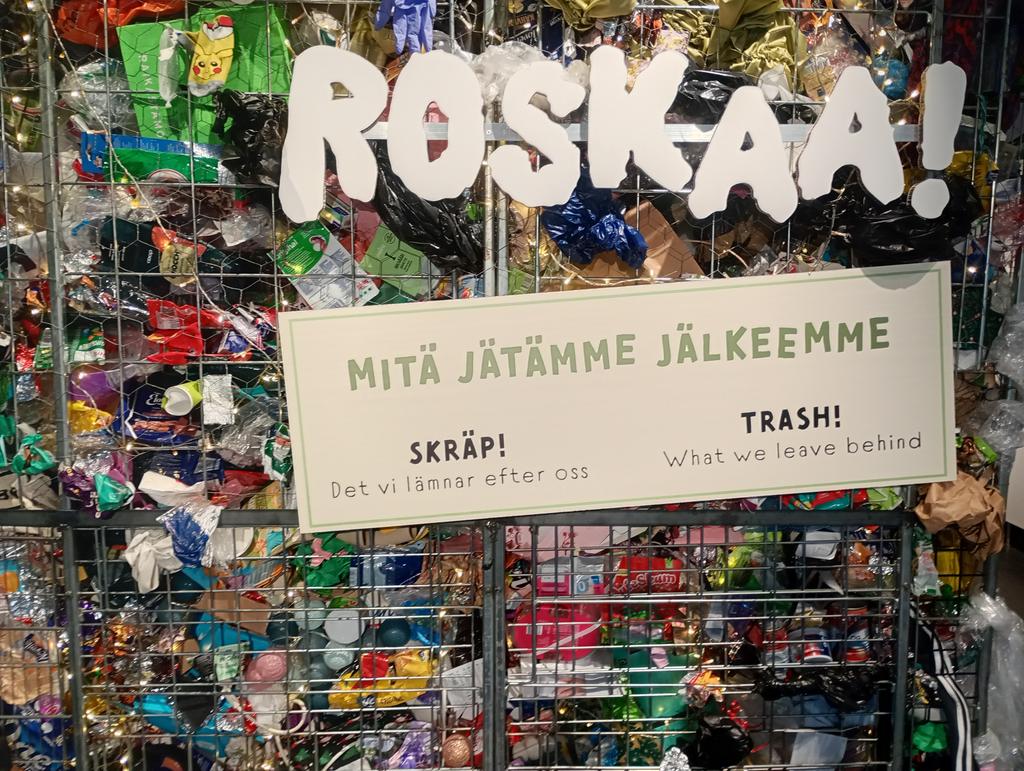 ROSKAA!
MITÄ JÄTÄMME JÄLKEEMME
SKRÄP!
Det vi lämnar efter oss
TRASH!
What we leave behind